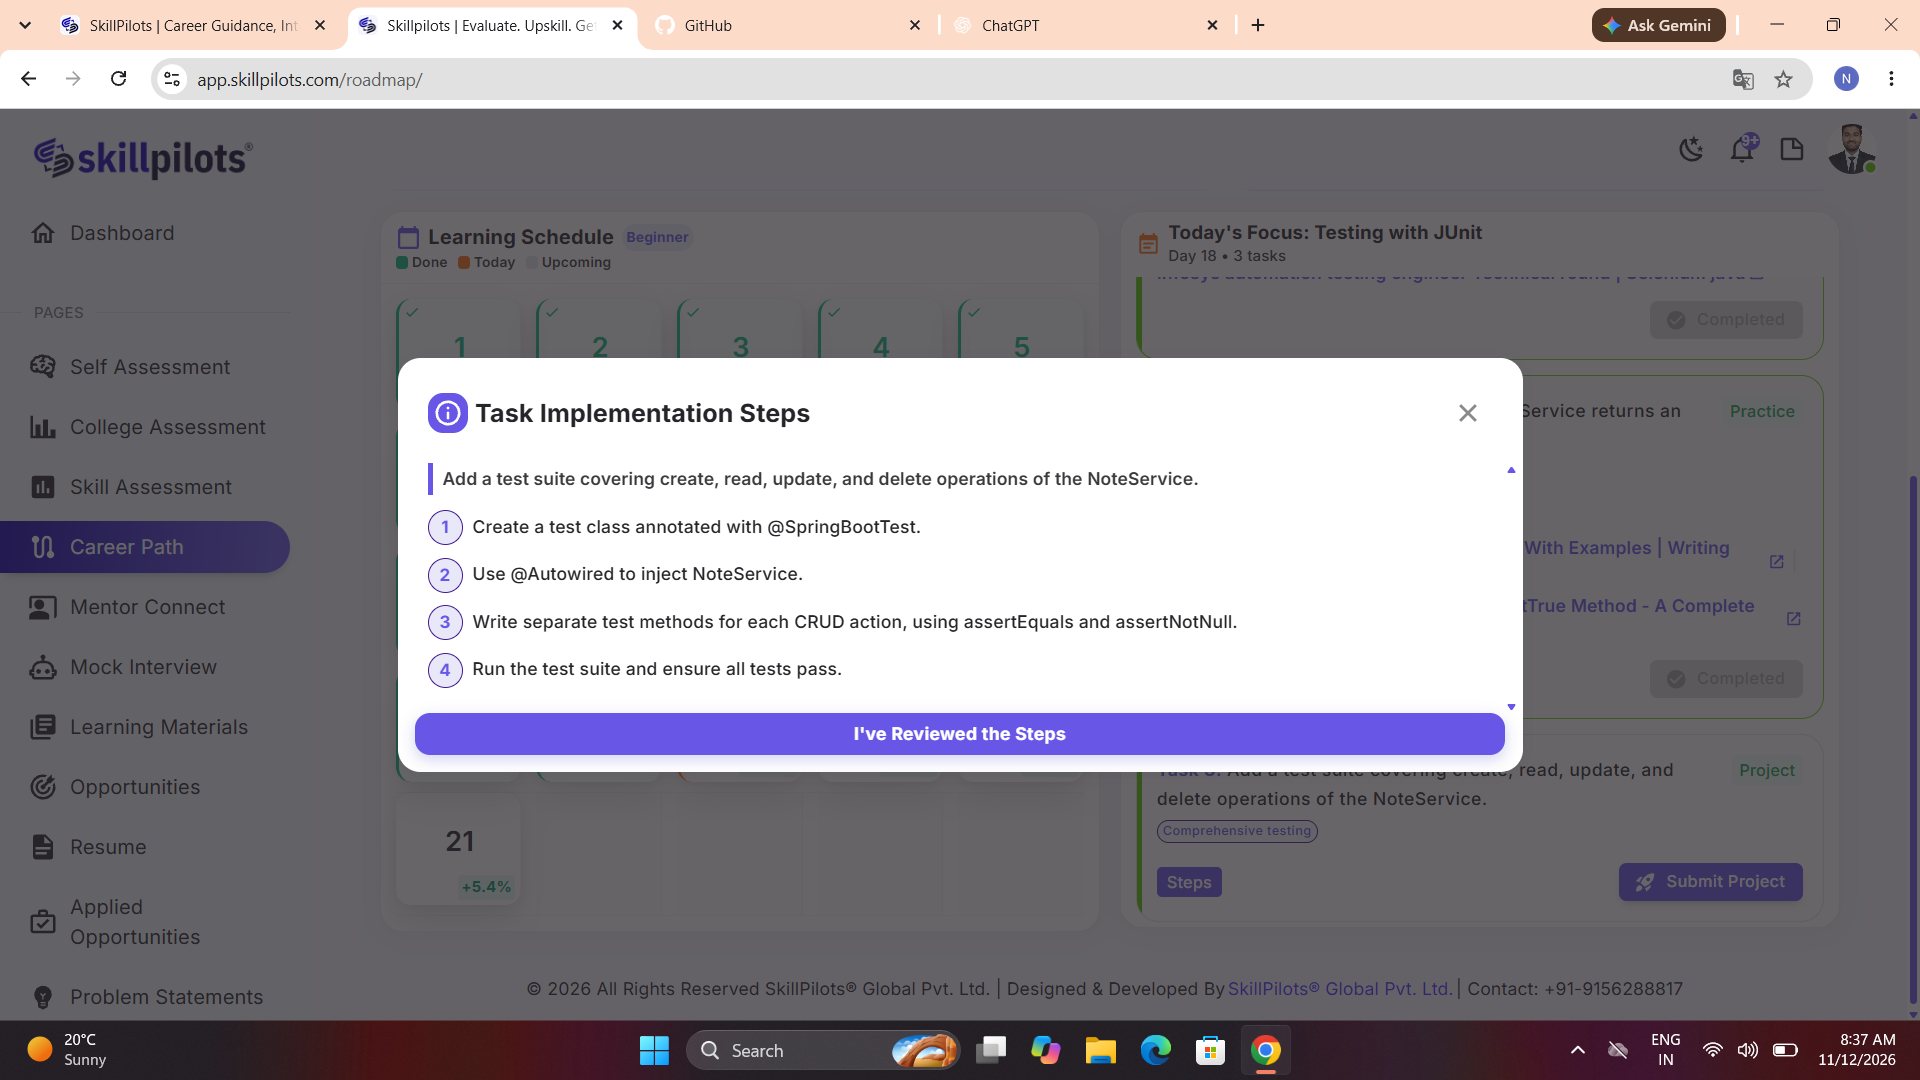 SkillPilots | Career Guidance, Int
Skillpilots | Evaluate. Upskill. Ge
GitHub
ChatGPT
Ask Gemini
app.skillpilots.com/roadmap/
N
skillpilots®
9+
Dashboard
PAGES
Self Assessment
College Assessment
Skill Assessment
Career Path
Mentor Connect
Mock Interview
Learning Materials
Opportunities
Resume
Applied
Opportunities
Problem Statements
Learning Schedule Beginner
Done Today Upcoming
1 2 3 4 5
21
+5.4%
Today's Focus: Testing with JUnit
Day 18 • 3 tasks
Completed
Service returns an
Practice
With Examples | Writing
tTrue Method - A Complete
Completed
Task Implementation Steps
Add a test suite covering create, read, update, and delete operations of the NoteService.
1 Create a test class annotated with @SpringBootTest.
2 Use @Autowired to inject NoteService.
3 Write separate test methods for each CRUD action, using assertEquals and assertNotNull.
4 Run the test suite and ensure all tests pass.
I've Reviewed the Steps
Add a test suite covering create, read, update, and
Project
delete operations of the NoteService.
Comprehensive testing
Steps
Submit Project
© 2026 All Rights Reserved SkillPilots® Global Pvt. Ltd. | Designed & Developed By SkillPilots® Global Pvt. Ltd. | Contact: +91-9156288817
20°C
Sunny
Search
ENG
IN
8:37 AM
11/12/2026